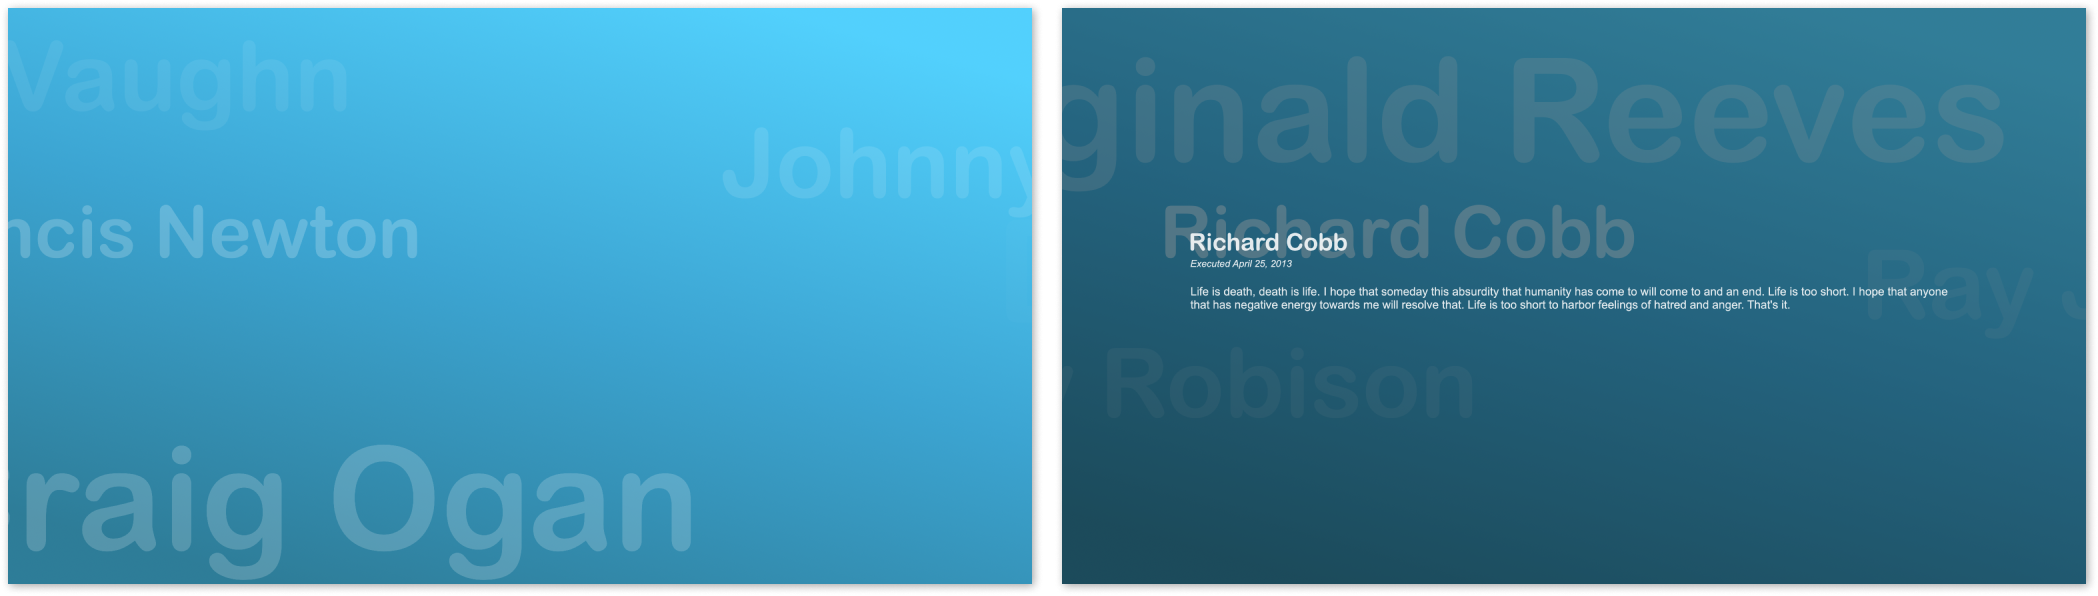 Vaughn
Johnny
ncis Newton
raig Ogan
ginald Reeves
Richard Cobb
Richard Cobb
Executed April 25, 2013
Life is death, death is life. I hope that someday this absurdity that humanity has come to will come to and an end. Life is too short. I hope that anyone
that has negative energy towards me will resolve that. Life is too short to harbor feelings of hatred and anger. That's it.
Ray J
y Robison